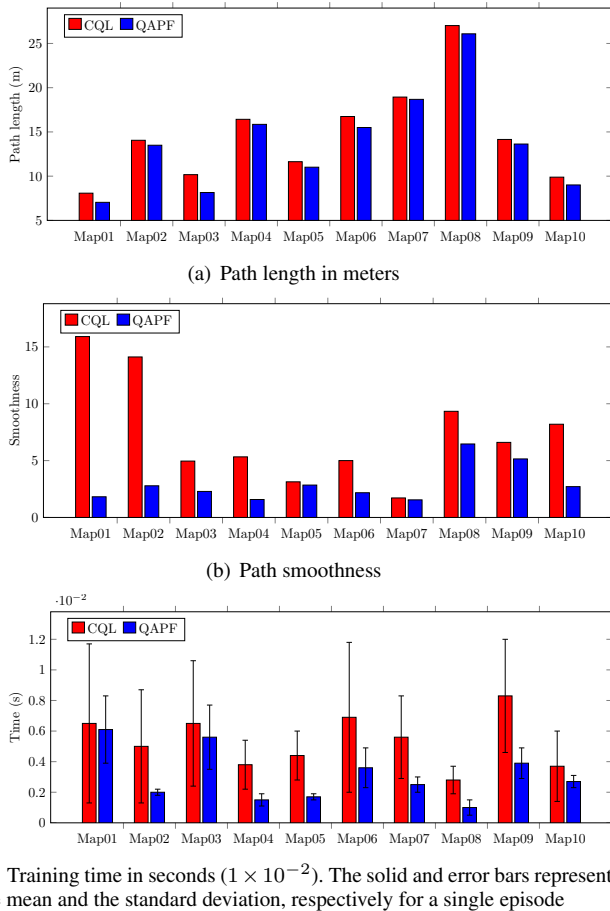 CQL QAPF
25
20
15
10
5
Path length (m)
Map01 Map02 Map03 Map04 Map05 Map06 Map07 Map08 Map09 Map10
(a) Path length in meters
CQL QAPF
15
10
5
0
Smoothness
Map01 Map02 Map03 Map04 Map05 Map06 Map07 Map08 Map09 Map10
(b) Path smoothness
·10⁻²
CQL QAPF
1.2
1
0.8
0.6
0.4
0.2
0
Time (s)
Map01 Map02 Map03 Map04 Map05 Map06 Map07 Map08 Map09 Map10
Training time in seconds (1 × 10⁻²). The solid and error bars represent
mean and the standard deviation, respectively for a single episode